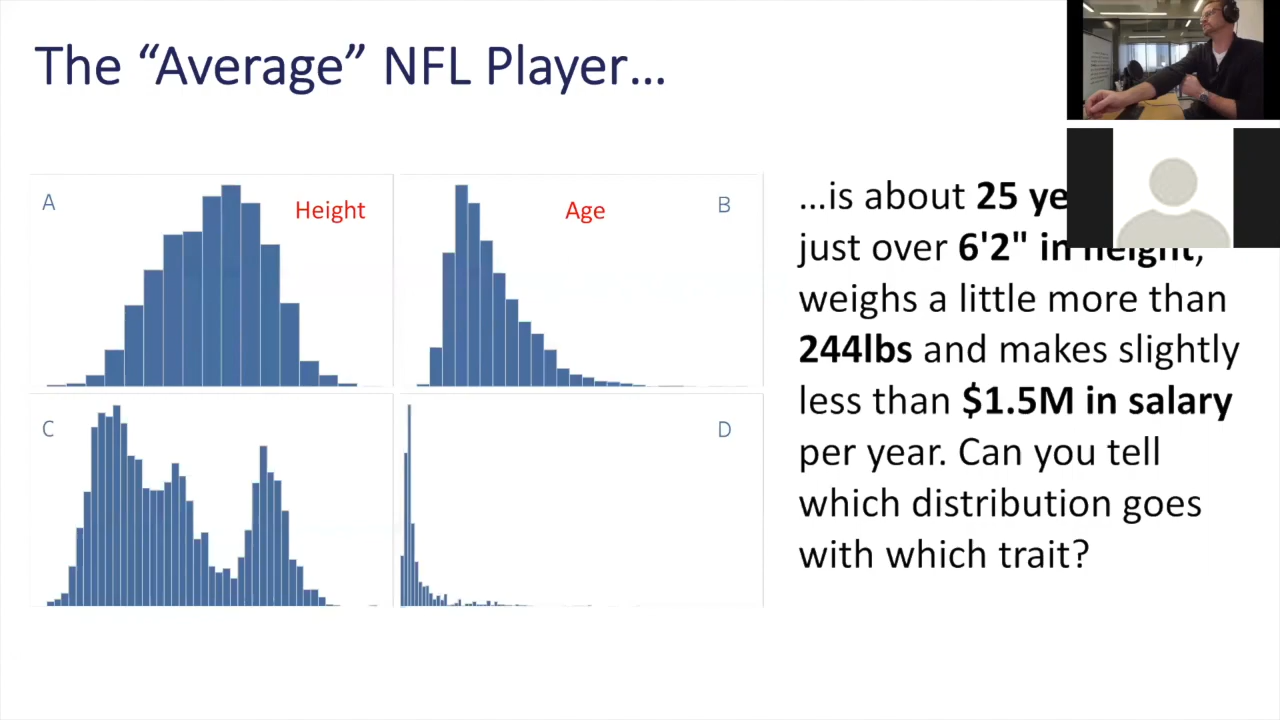 The “Average” NFL Player…
A
Height
Age
B
C
D
…is about 25
just over 6'2" in height,
weighs a little more than
244lbs and makes slightly
less than $1.5M in salary
per year. Can you tell
which distribution goes
with which trait?